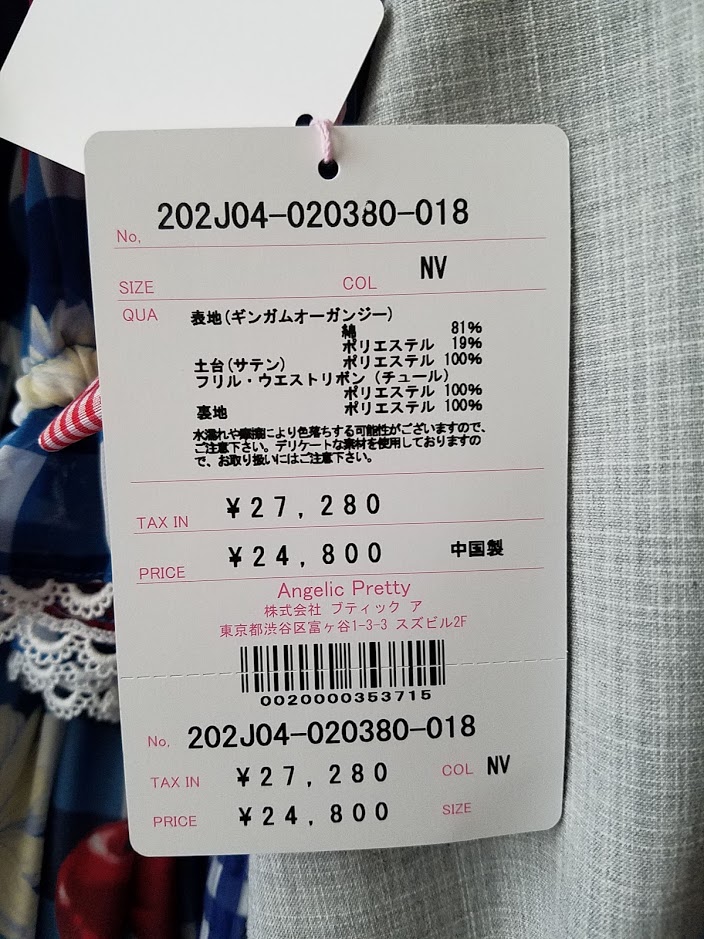 No, 202J04-020380-018
SIZE COL NV
QUA 表地(ギンガムオーガンジー)
綿 81%
ポリエステル 19%
土台(サテン) ポリエステル 100%
フリル・ウエストリボン (チュール)
ポリエステル 100%
裏地 ポリエステル 100%
水濡れや摩擦により色落ちする可能性がございますので、
ご注意下さい。デリケートな素材を使用しておりますの
で、お取り扱いにはご注意下さい。
TAX IN ¥27,280
PRICE ¥24,800 中国製
Angelic Pretty
株式会社 ブティック ア
東京都渋谷区富ヶ谷1-3-3 スズビル2F
0020000353715
No, 202J04-020380-018
TAX IN ¥27,280 COL NV
PRICE ¥24,800 SIZE